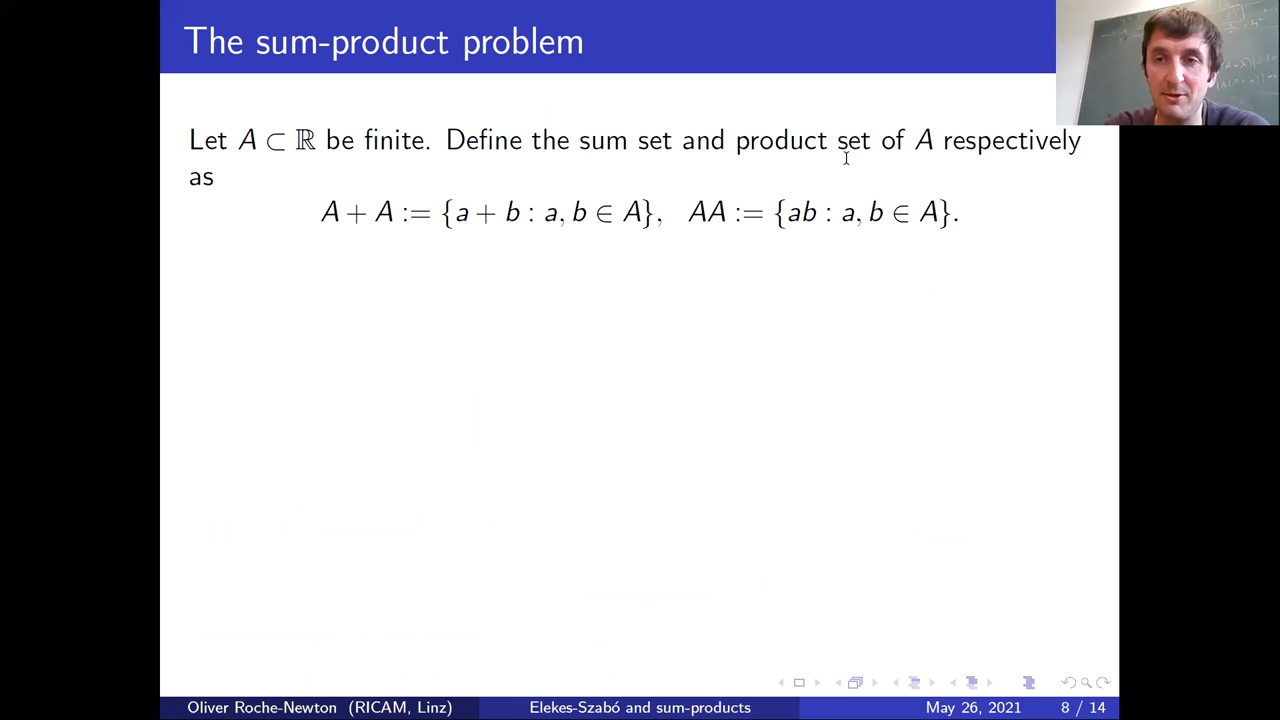 The sum-product problem
Let A ⊂ ℝ be finite. Define the sum set and product set of A respectively
as
A + A := {a + b : a, b ∈ A}, AA := {ab : a, b ∈ A}.
Oliver Roche-Newton (RICAM, Linz) Elekes-Szabó and sum-products May 26, 2021 8 / 14